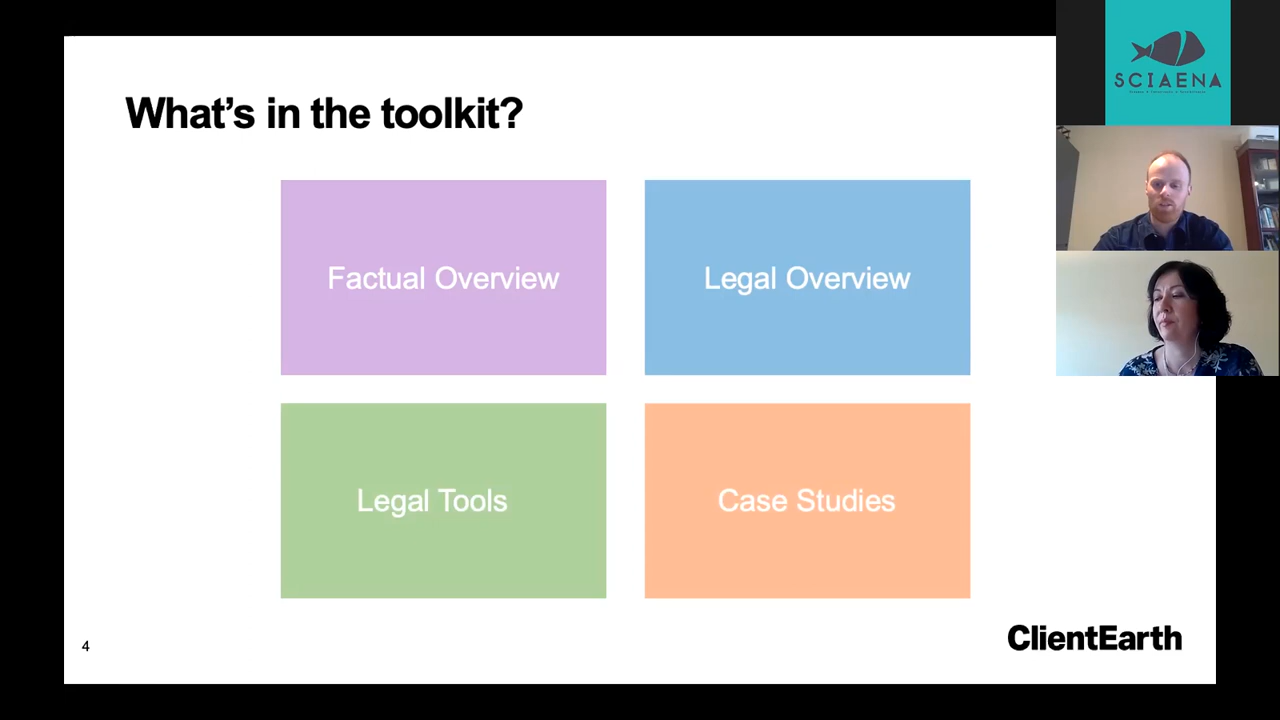 What's in the toolkit?
Factual Overview
Legal Overview
Legal Tools
Case Studies
4
ClientEarth
SCIAENA